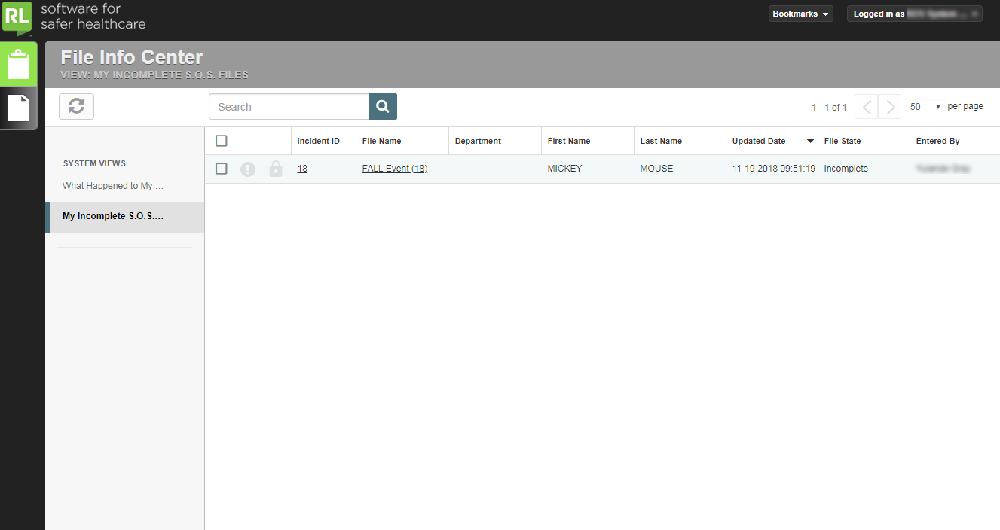 RL software for
safer healthcare
Bookmarks
Logged in as
File Info Center
VIEW: MY INCOMPLETE S.O.S. FILES
Search
1 - 1 of 1
50
per page
SYSTEM VIEWS
What Happened to My ...
My Incomplete S.O.S....
Incident ID File Name Department First Name Last Name Updated Date File State Entered By
18 FALL Event (18) MICKEY MOUSE 11-19-2018 09:51:19 Incomplete